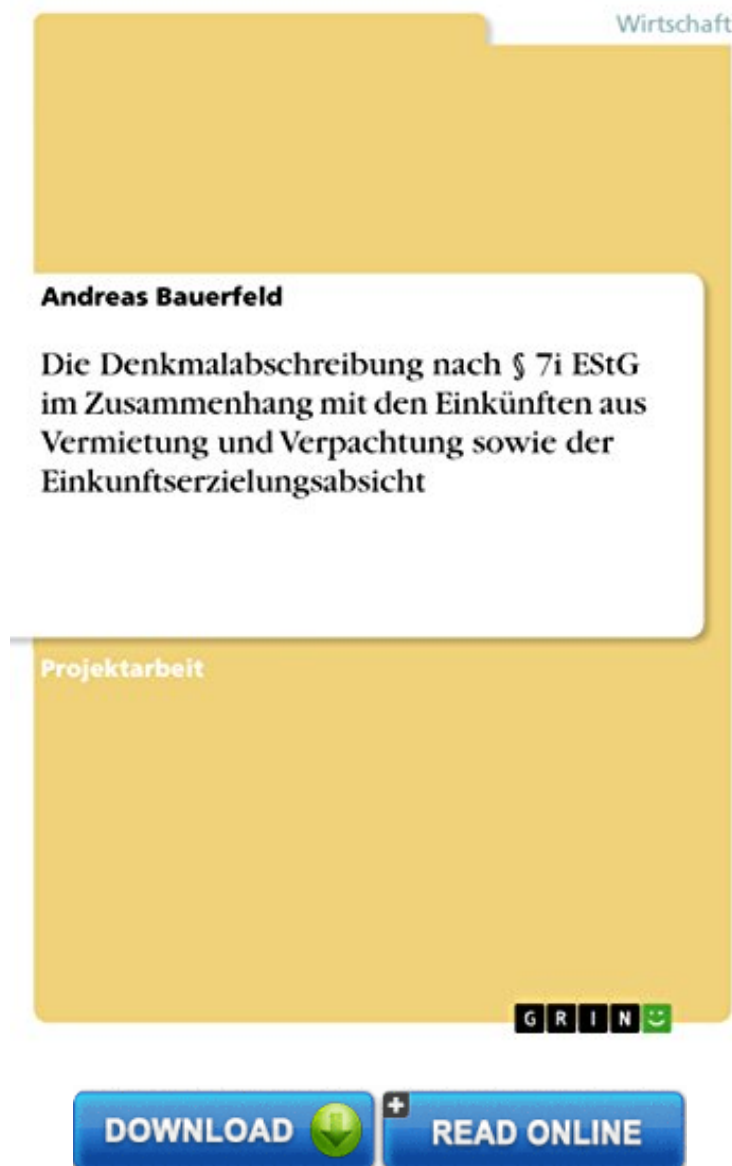 Wirtschaft
Andreas Bauerfeld
Die Denkmalabschreibung nach § 7i EStG
im Zusammenhang mit den Einkünften aus
Vermietung und Verpachtung sowie der
Einkunftserzielungsabsicht
Projektarbeit
GRIN
DOWNLOAD
READ ONLINE